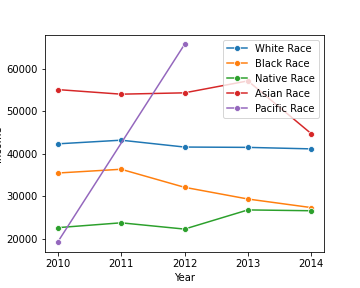 White Race
Black Race
Native Race
Asian Race
Pacific Race
60000
50000
40000
30000
20000
2010
2011
2012
2013
2014
Year